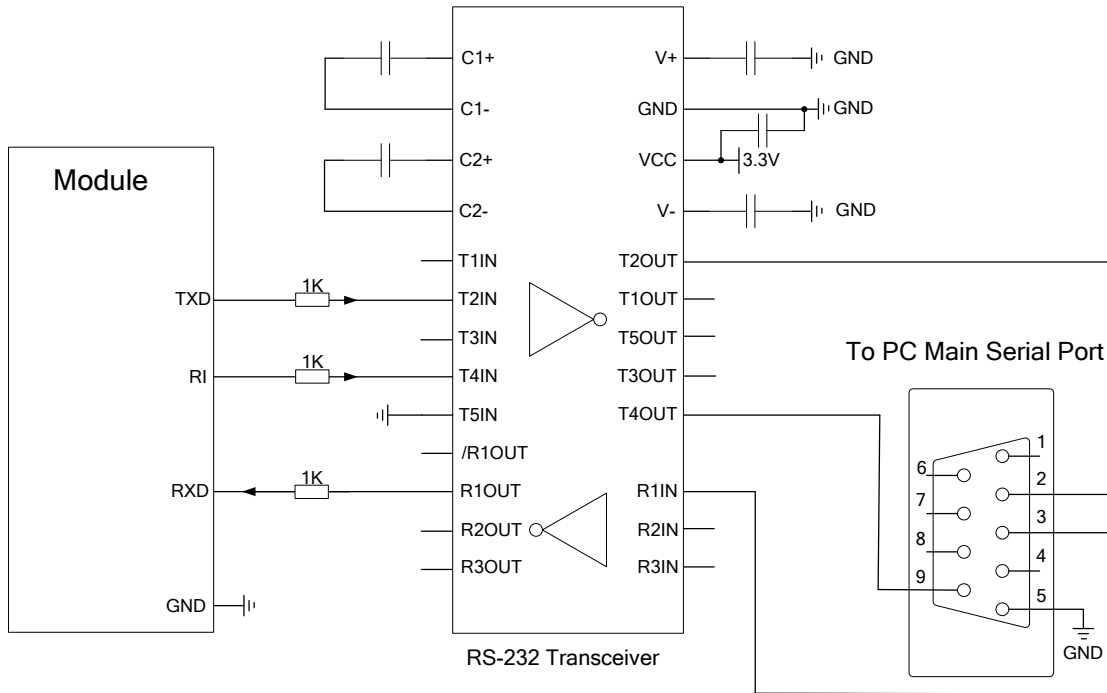 Module
TXD
RI
RXD
GND
1K
1K
1K
C1+
C1-
C2+
C2-
T1IN
T2IN
T3IN
T4IN
T5IN
/R1OUT
R1OUT
R2OUT
R3OUT
V+
GND
VCC
V-
T2OUT
T1OUT
T5OUT
T3OUT
T4OUT
R1IN
R2IN
R3IN
RS-232 Transceiver
GND
GND
3.3V
GND
To PC Main Serial Port
6
7
8
9
1
2
3
4
5
GND